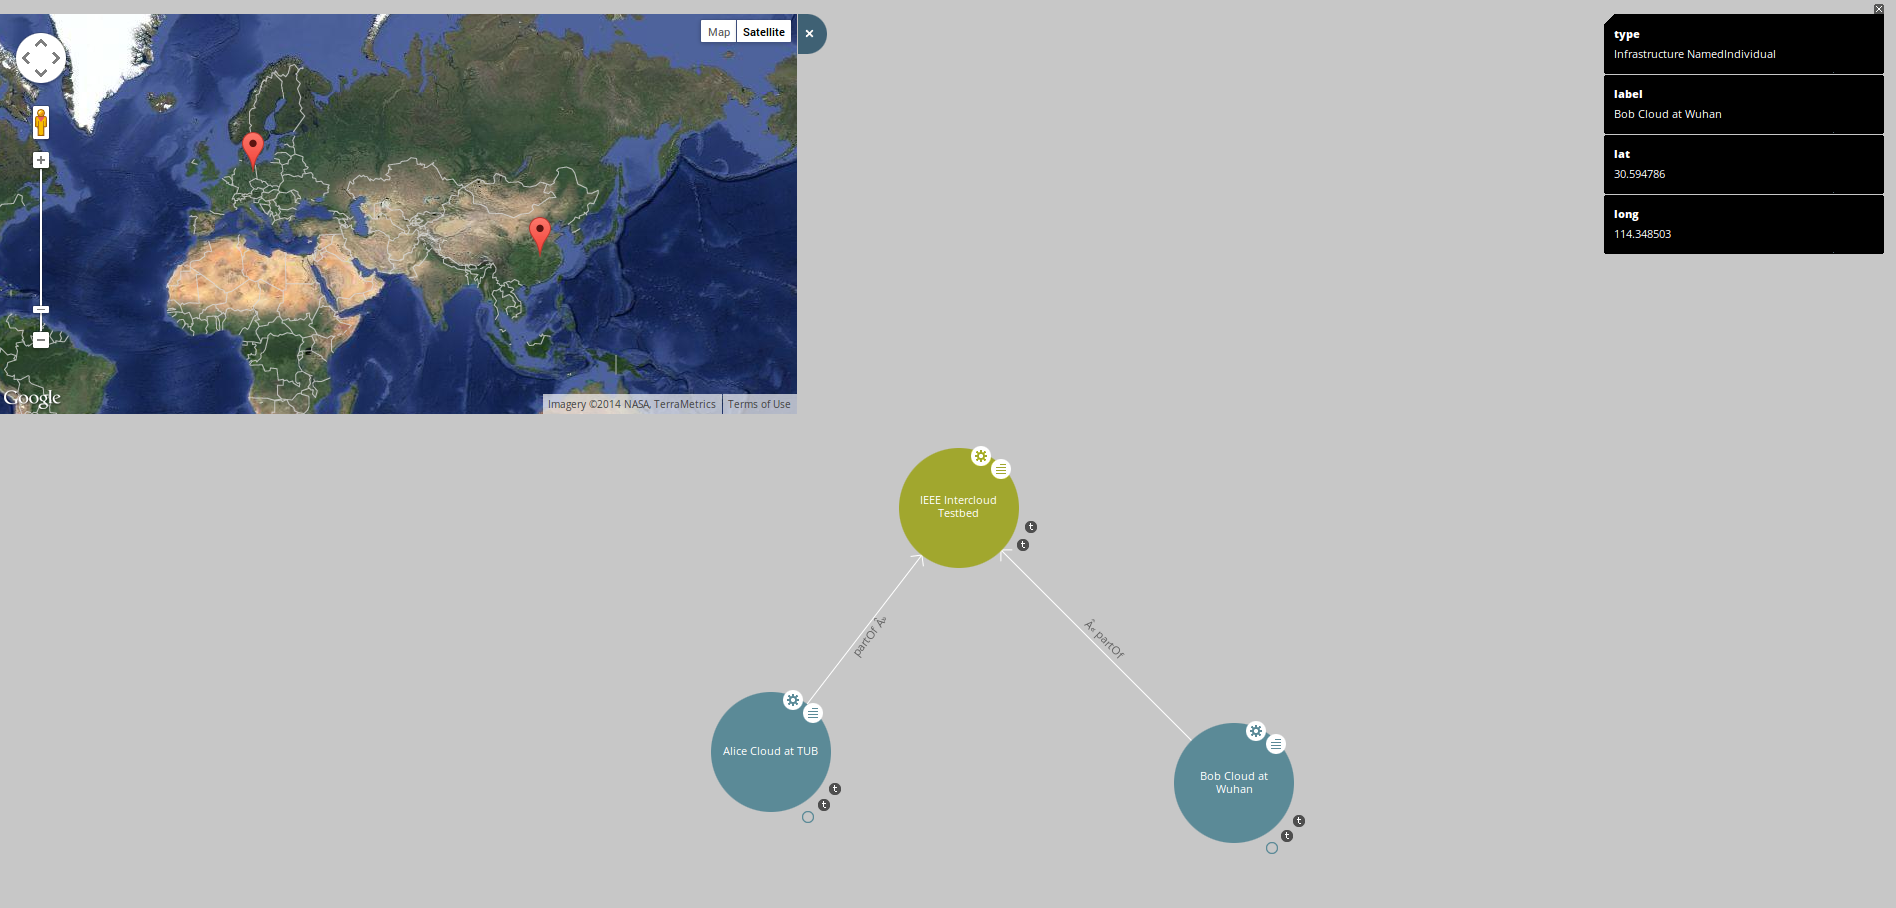 Map Satellite
Google
Imagery ©2014 NASA, TerraMetrics Terms of Use
type
Infrastructure NamedIndividual
label
Bob Cloud at Wuhan
lat
30.594786
long
114.348503
IEEE Intercloud
Testbed
t
t
partOf Â»
Â« partOf
Alice Cloud at TUB
t
t
Bob Cloud at
Wuhan
t
t